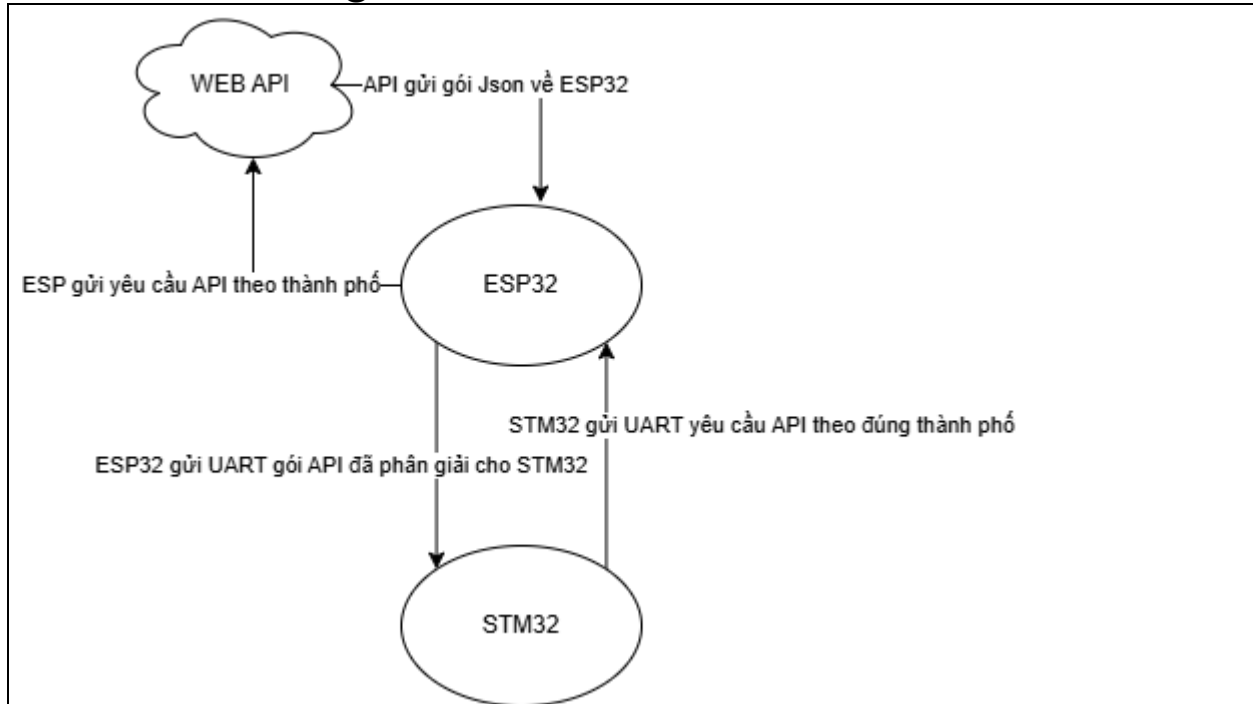 WEB API
API gửi gói Json về ESP32
ESP gửi yêu cầu API theo thành phố
ESP32
STM32 gửi UART yêu cầu API theo đúng thành phố
ESP32 gửi UART gói API đã phân giải cho STM32
STM32